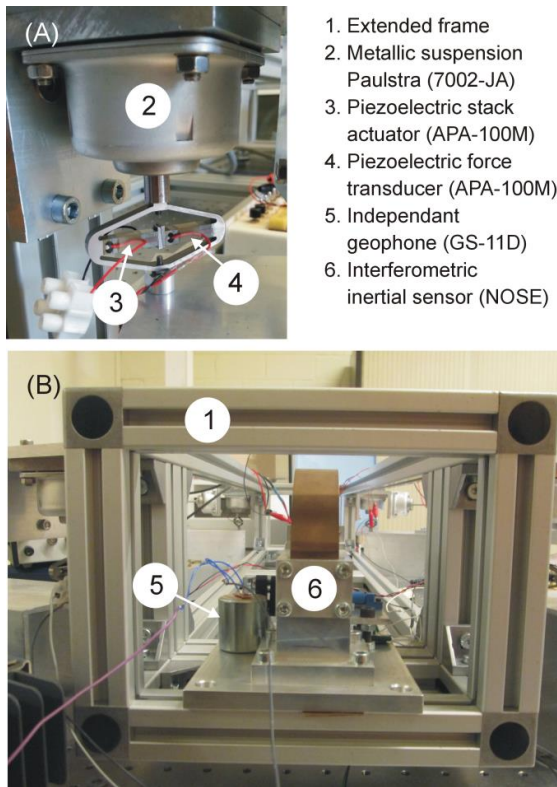 (A)
2
3
4
1. Extended frame
2. Metallic suspension
Paulstra (7002-JA)
3. Piezoelectric stack
actuator (APA-100M)
4. Piezoelectric force
transducer (APA-100M)
5. Independant
geophone (GS-11D)
6. Interferometric
inertial sensor (NOSE)
(B)
1
5
6